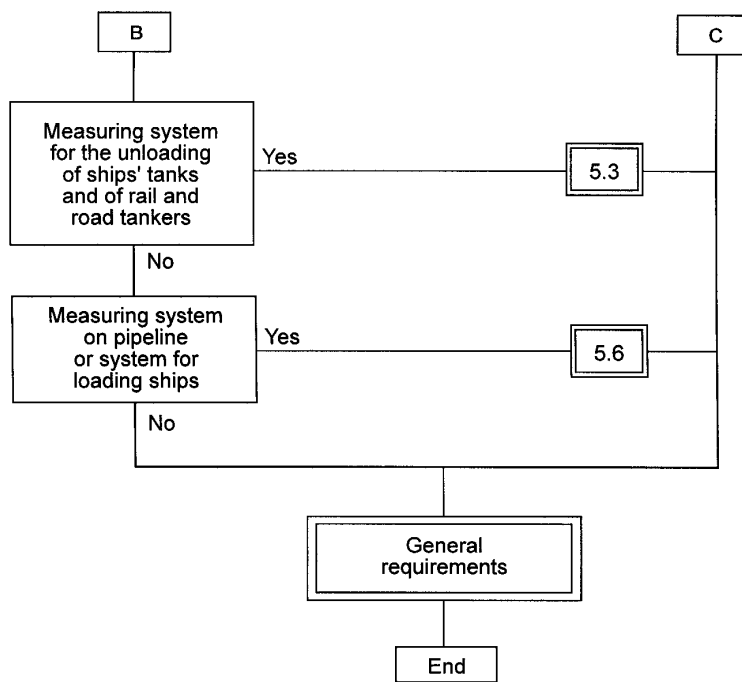 B
C
Measuring system
for the unloading
of ships' tanks
and of rail and
road tankers
Yes
5.3
No
Measuring system
on pipeline
or system for
loading ships
Yes
5.6
No
General
requirements
End